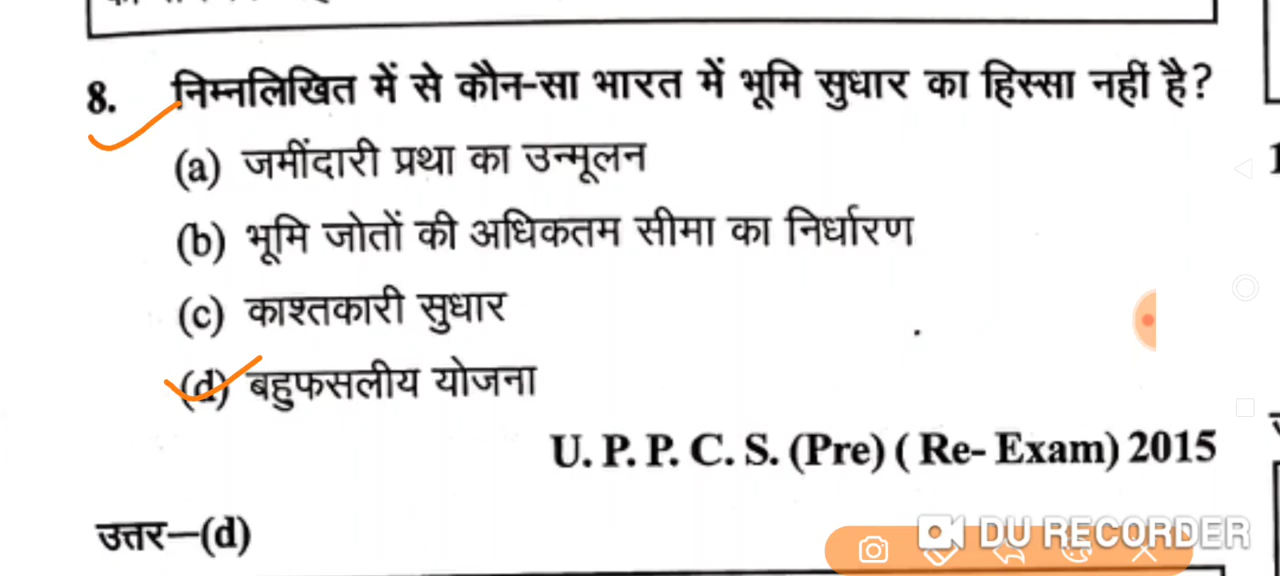 8. निम्नलिखित में से कौन-सा भारत में भूमि सुधार का हिस्सा नहीं है?
(a) जमींदारी प्रथा का उन्मूलन
(b) भूमि जोतों की अधिकतम सीमा का निर्धारण
(c) काश्तकारी सुधार
(d) बहुफसलीय योजना
U. P. P. C. S. (Pre) ( Re- Exam) 2015
उत्तर—(d)
DU RECORDER